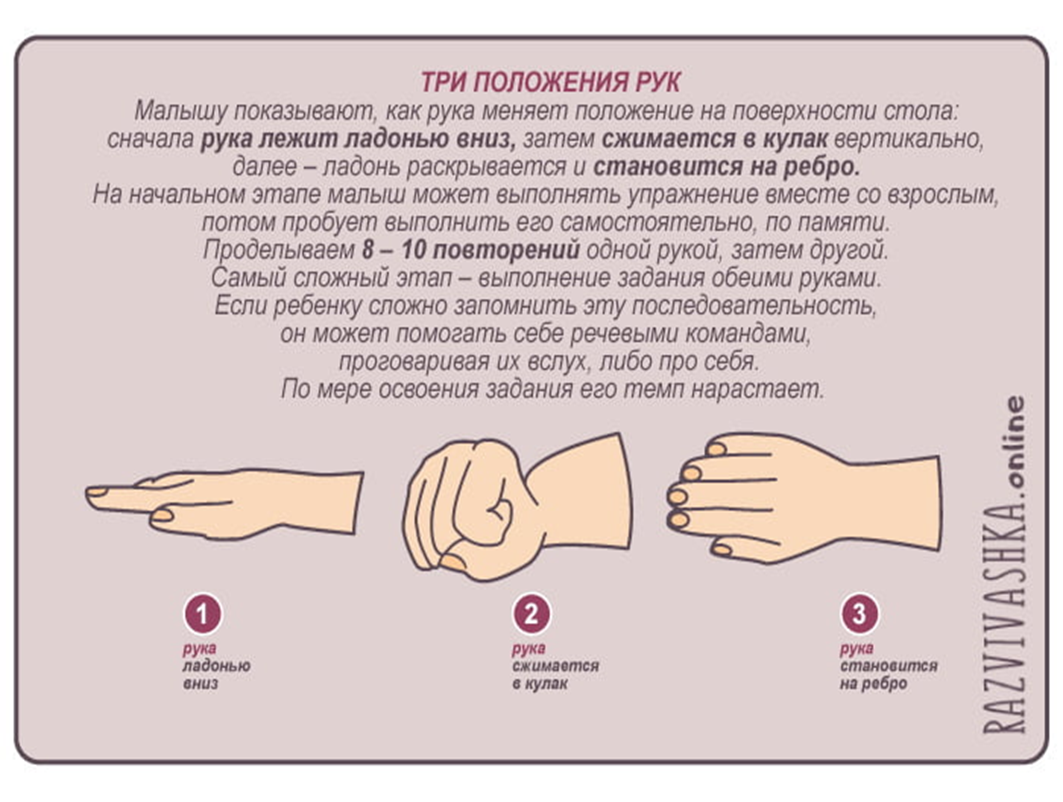 ТРИ ПОЛОЖЕНИЯ РУК
Малышу показывают, как рука меняет положение на поверхности стола:
сначала рука лежит ладонью вниз, затем сжимается в кулак вертикально,
далее – ладонь раскрывается и становится на ребро.
На начальном этапе малыш может выполнять упражнение вместе со взрослым,
потом пробует выполнить его самостоятельно, по памяти.
Проделываем 8 – 10 повторений одной рукой, затем другой.
Самый сложный этап – выполнение задания обеими руками.
Если ребенку сложно запомнить эту последовательность,
он может помогать себе речевыми командами,
проговаривая их вслух, либо про себя.
По мере освоения задания его темп нарастает.
1
рука
ладонью
вниз
2
рука
сжимается
в кулак
3
рука
становится
на ребро
RAZVIVASHKA.online